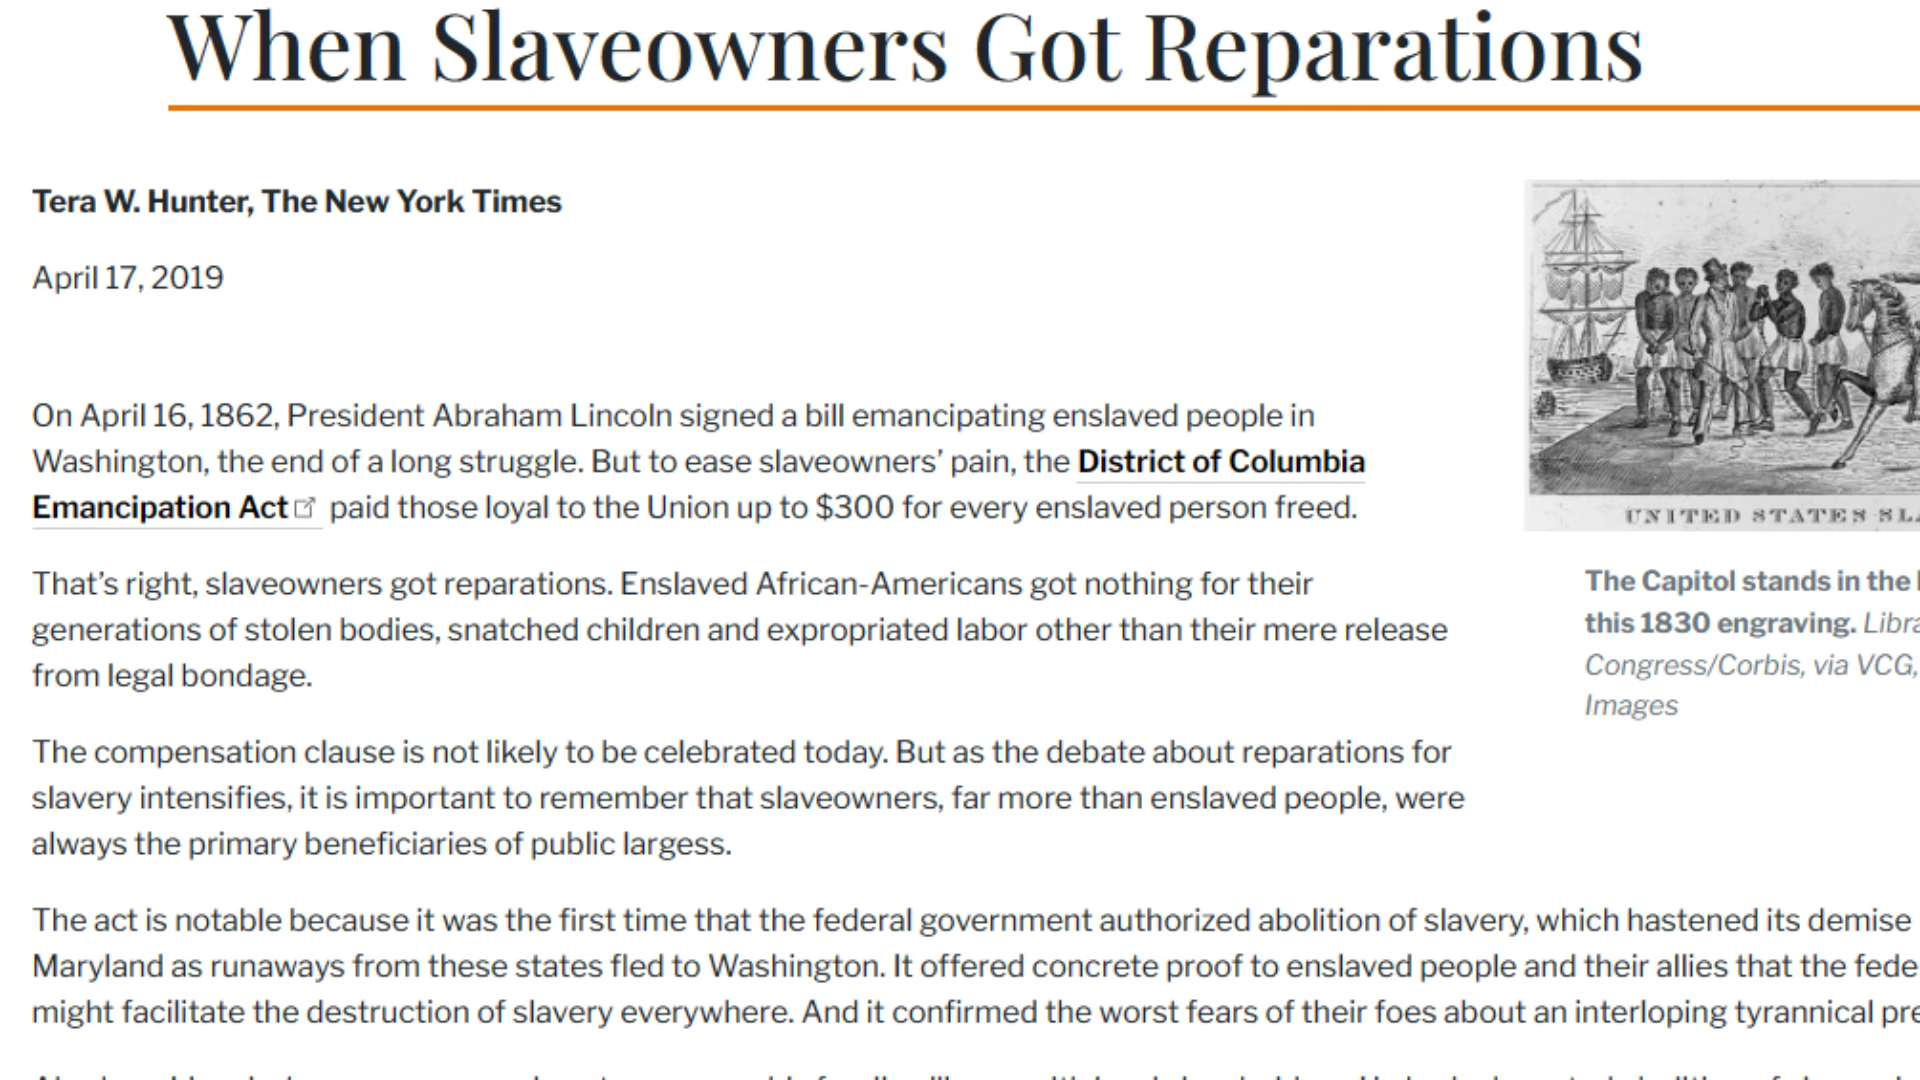 When Slaveowners Got Reparations
Tera W. Hunter, The New York Times
April 17, 2019
On April 16, 1862, President Abraham Lincoln signed a bill emancipating enslaved people in
Washington, the end of a long struggle. But to ease slaveowners’ pain, the District of Columbia
Emancipation Act paid those loyal to the Union up to $300 for every enslaved person freed.
That’s right, slaveowners got reparations. Enslaved African-Americans got nothing for their
generations of stolen bodies, snatched children and expropriated labor other than their mere release
from legal bondage.
The compensation clause is not likely to be celebrated today. But as the debate about reparations for
slavery intensifies, it is important to remember that slaveowners, far more than enslaved people, were
always the primary beneficiaries of public largess.
The act is notable because it was the first time that the federal government authorized abolition of slavery, which hastened its demise
Maryland as runaways from these states fled to Washington. It offered concrete proof to enslaved people and their allies that the fede
might facilitate the destruction of slavery everywhere. And it confirmed the worst fears of their foes about an interloping tyrannical pre
UNITED STATES SLA
The Capitol stands in the
this 1830 engraving. Libra
Congress/Corbis, via VCG,
Images